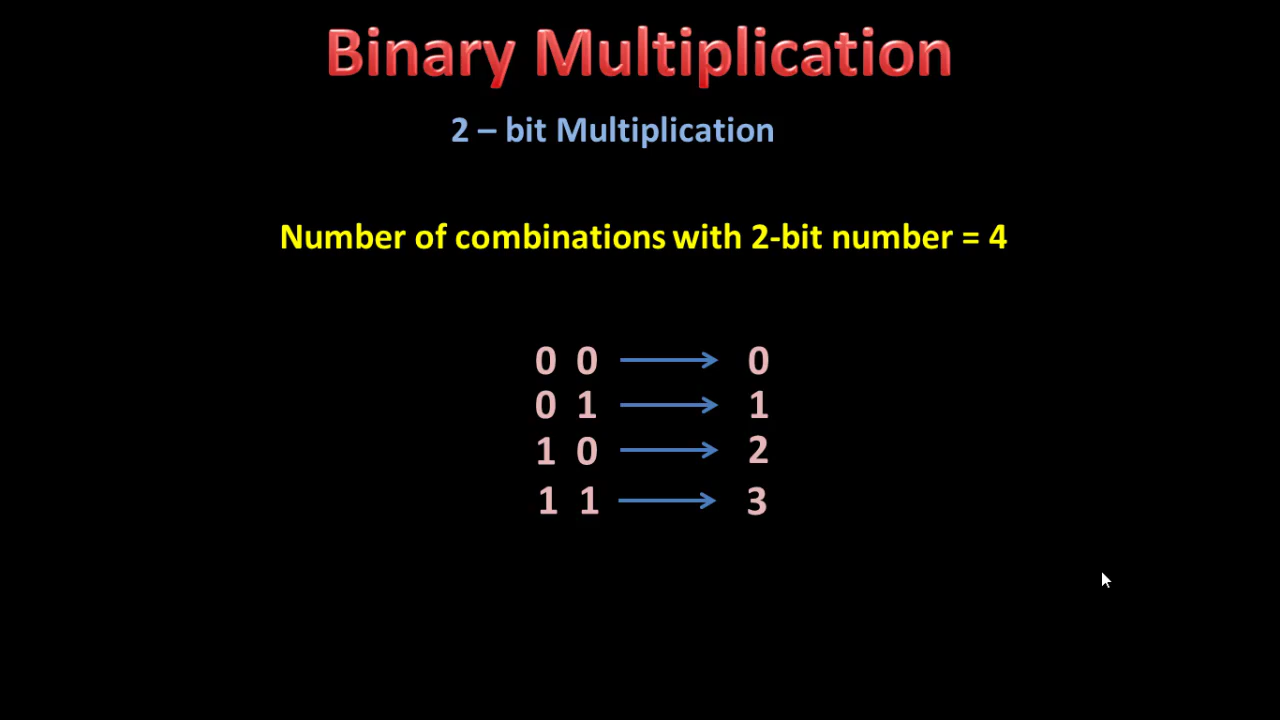 Binary Multiplication
2 – bit Multiplication
Number of combinations with 2-bit number = 4
0 0 → 0
0 1 → 1
1 0 → 2
1 1 → 3